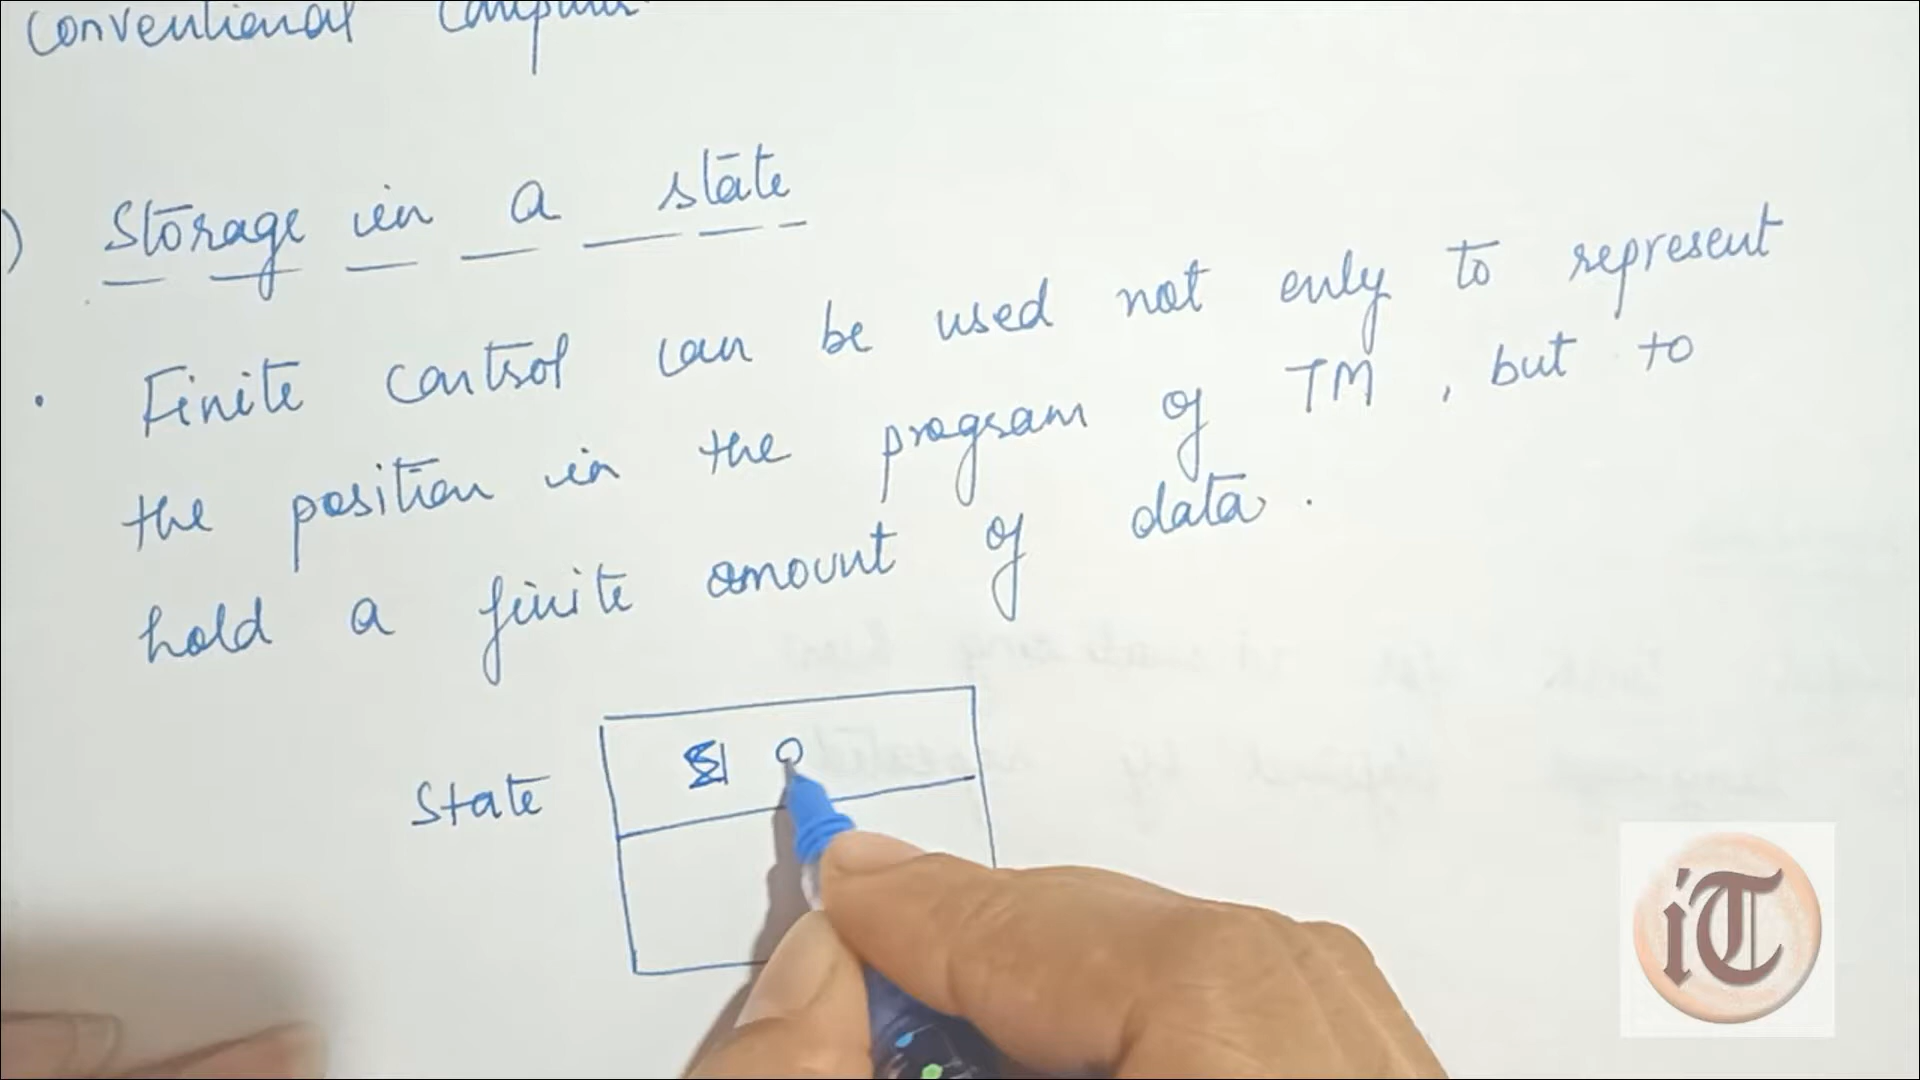 conventional
) Storage in a state
. Finite control can be used not only to represent
the position in the program of TM, but to
hold a finite amount of data.
State
iT